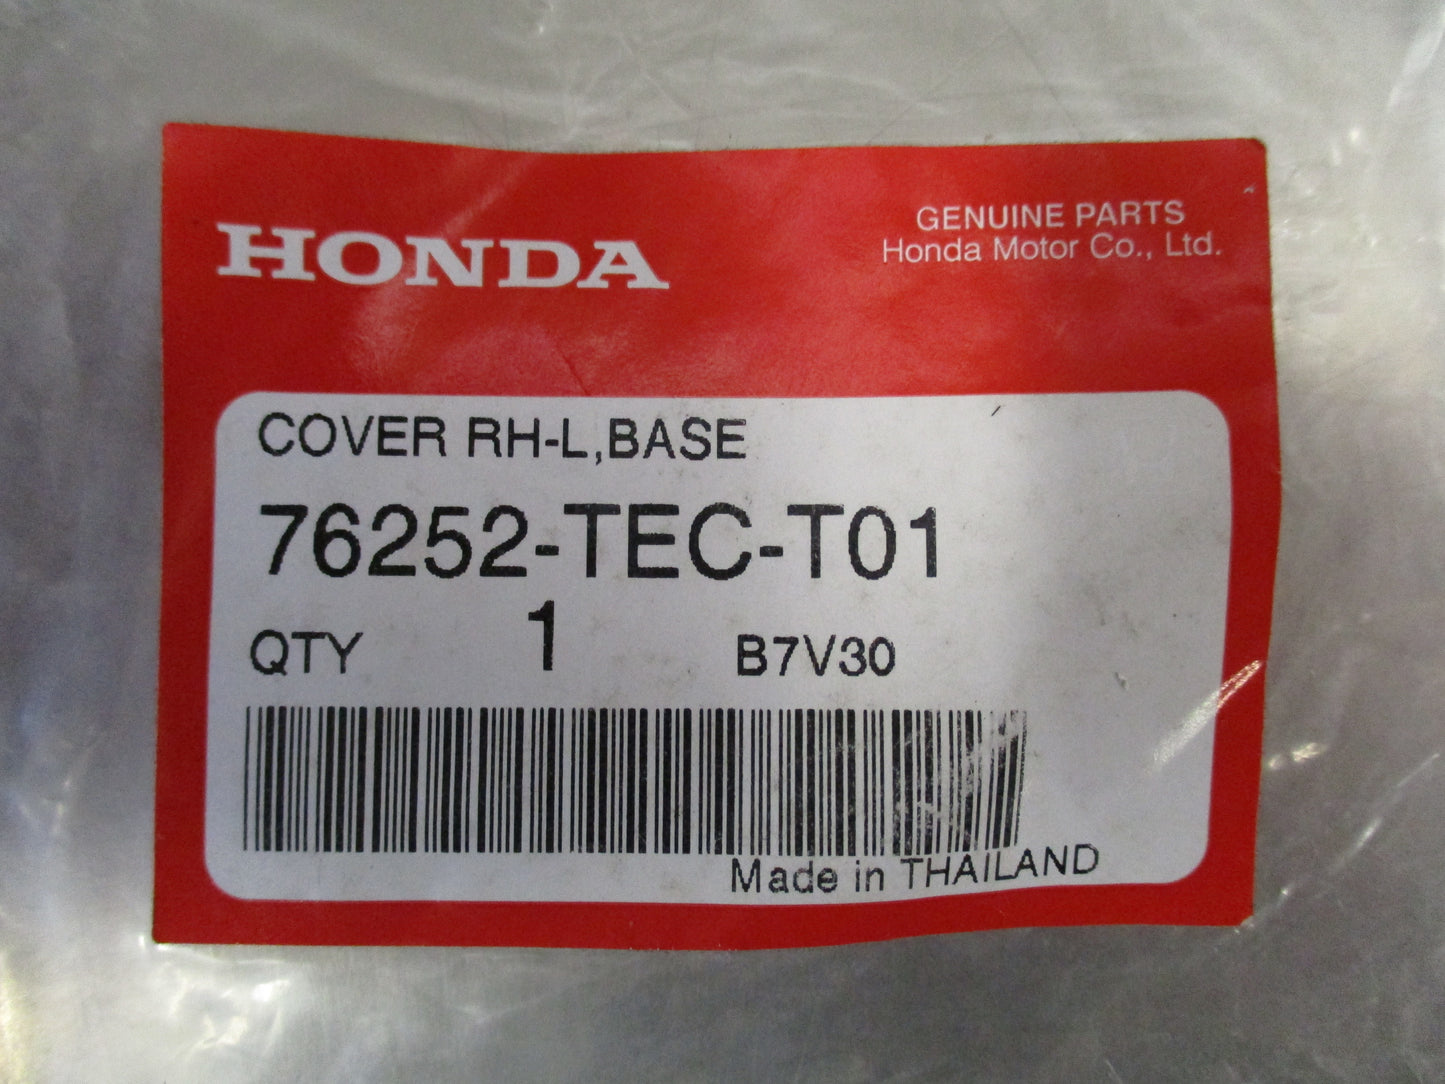 HONDA
GENUINE PARTS
Honda Motor Co., Ltd.
COVER RH-L,BASE
76252-TEC-T01
QTY 1 B7V30
Made in THAILAND